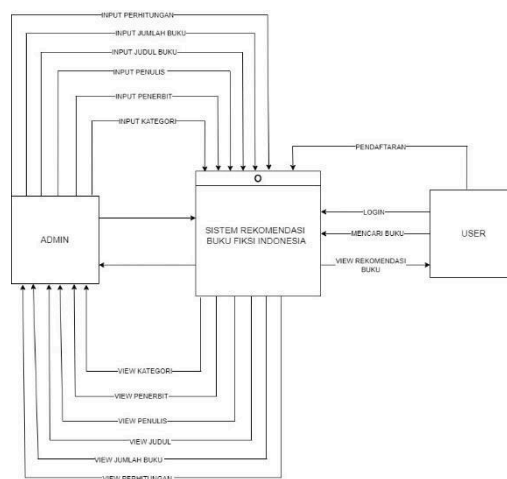 INPUT PERHITUNGAN
INPUT JUMLAH BUKU
INPUT JUDUL BUKU
INPUT PENULIS
INPUT PENERBIT
INPUT KATEGORI
PENDAFTARAN
O
ADMIN
SISTEM REKOMENDASI
BUKU FIKSI INDONESIA
LOGIN
MENCARI BUKU
USER
VIEW REKOMENDASI
BUKU
VIEW KATEGORI
VIEW PENERBIT
VIEW PENULIS
VIEW JUDUL
VIEW JUMLAH BUKU
VIEW PERHITUNGAN